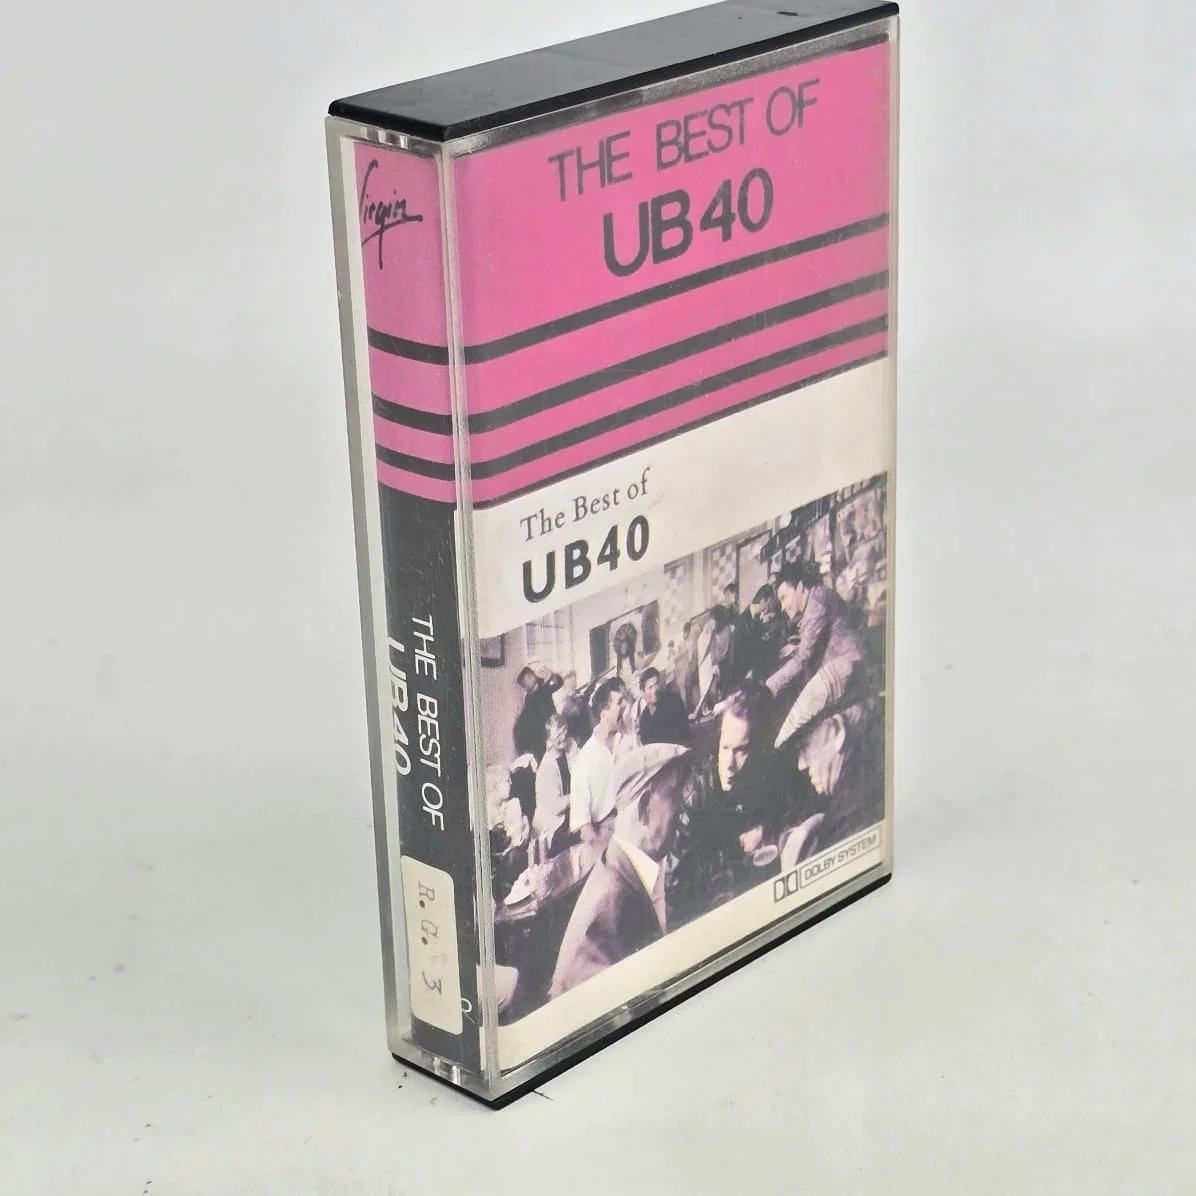 THE BEST OF
UB40
The Best of
UB40
DOLBY SYSTEM
Virgin
THE BEST OF
UB40
R.G. 3